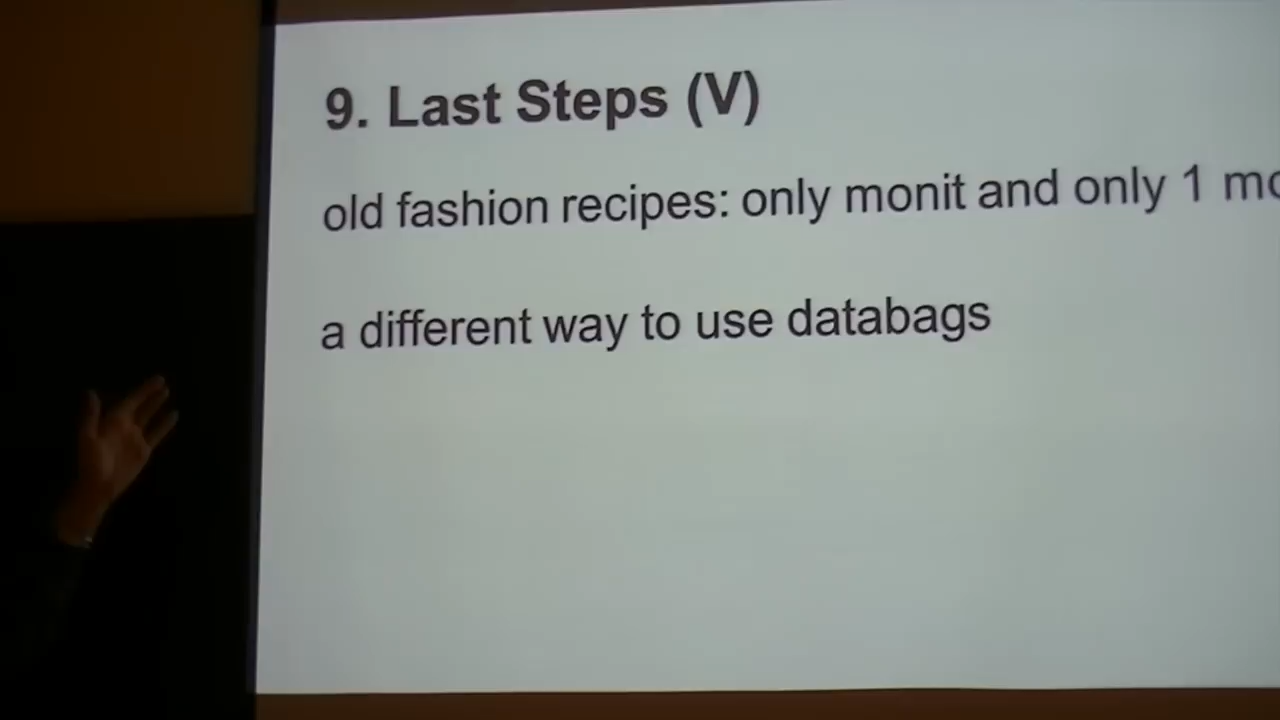 9. Last Steps (V)
old fashion recipes: only monit and only 1
a different way to use databags